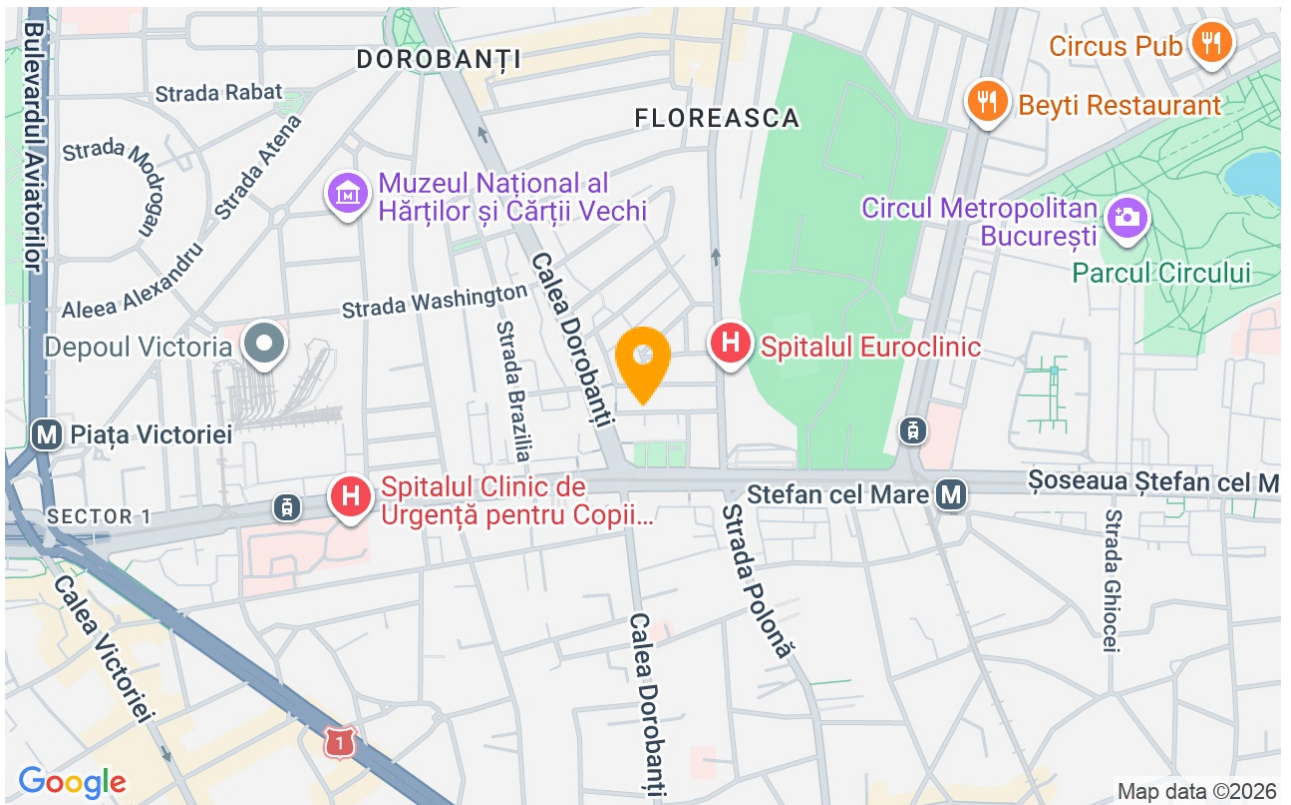 Bulevardul Aviatorilor
DOROBANȚI
Circus Pub
Strada Rabat
Beyti Restaurant
FLOREASCA
Strada Modrogan
Strada Atena
Muzeul Național al
Hărților și Cărții Vechi
Circul Metropolitan
București
Parcul Circului
Aleea Alexandru
Strada Washington
Calea Dorobanți
Depoul Victoria
Strada Brazilia
H
Spitalul Euroclinic
M
Piața Victoriei
H
Spitalul Clinic de
Urgență pentru Copii...
SECTOR 1
Stefan cel Mare
M
Șoseaua Ștefan cel M
Strada Polonă
Strada Ghiocei
Calea Victoriei
Calea Dorobanți
1
Google
Map data ©2026